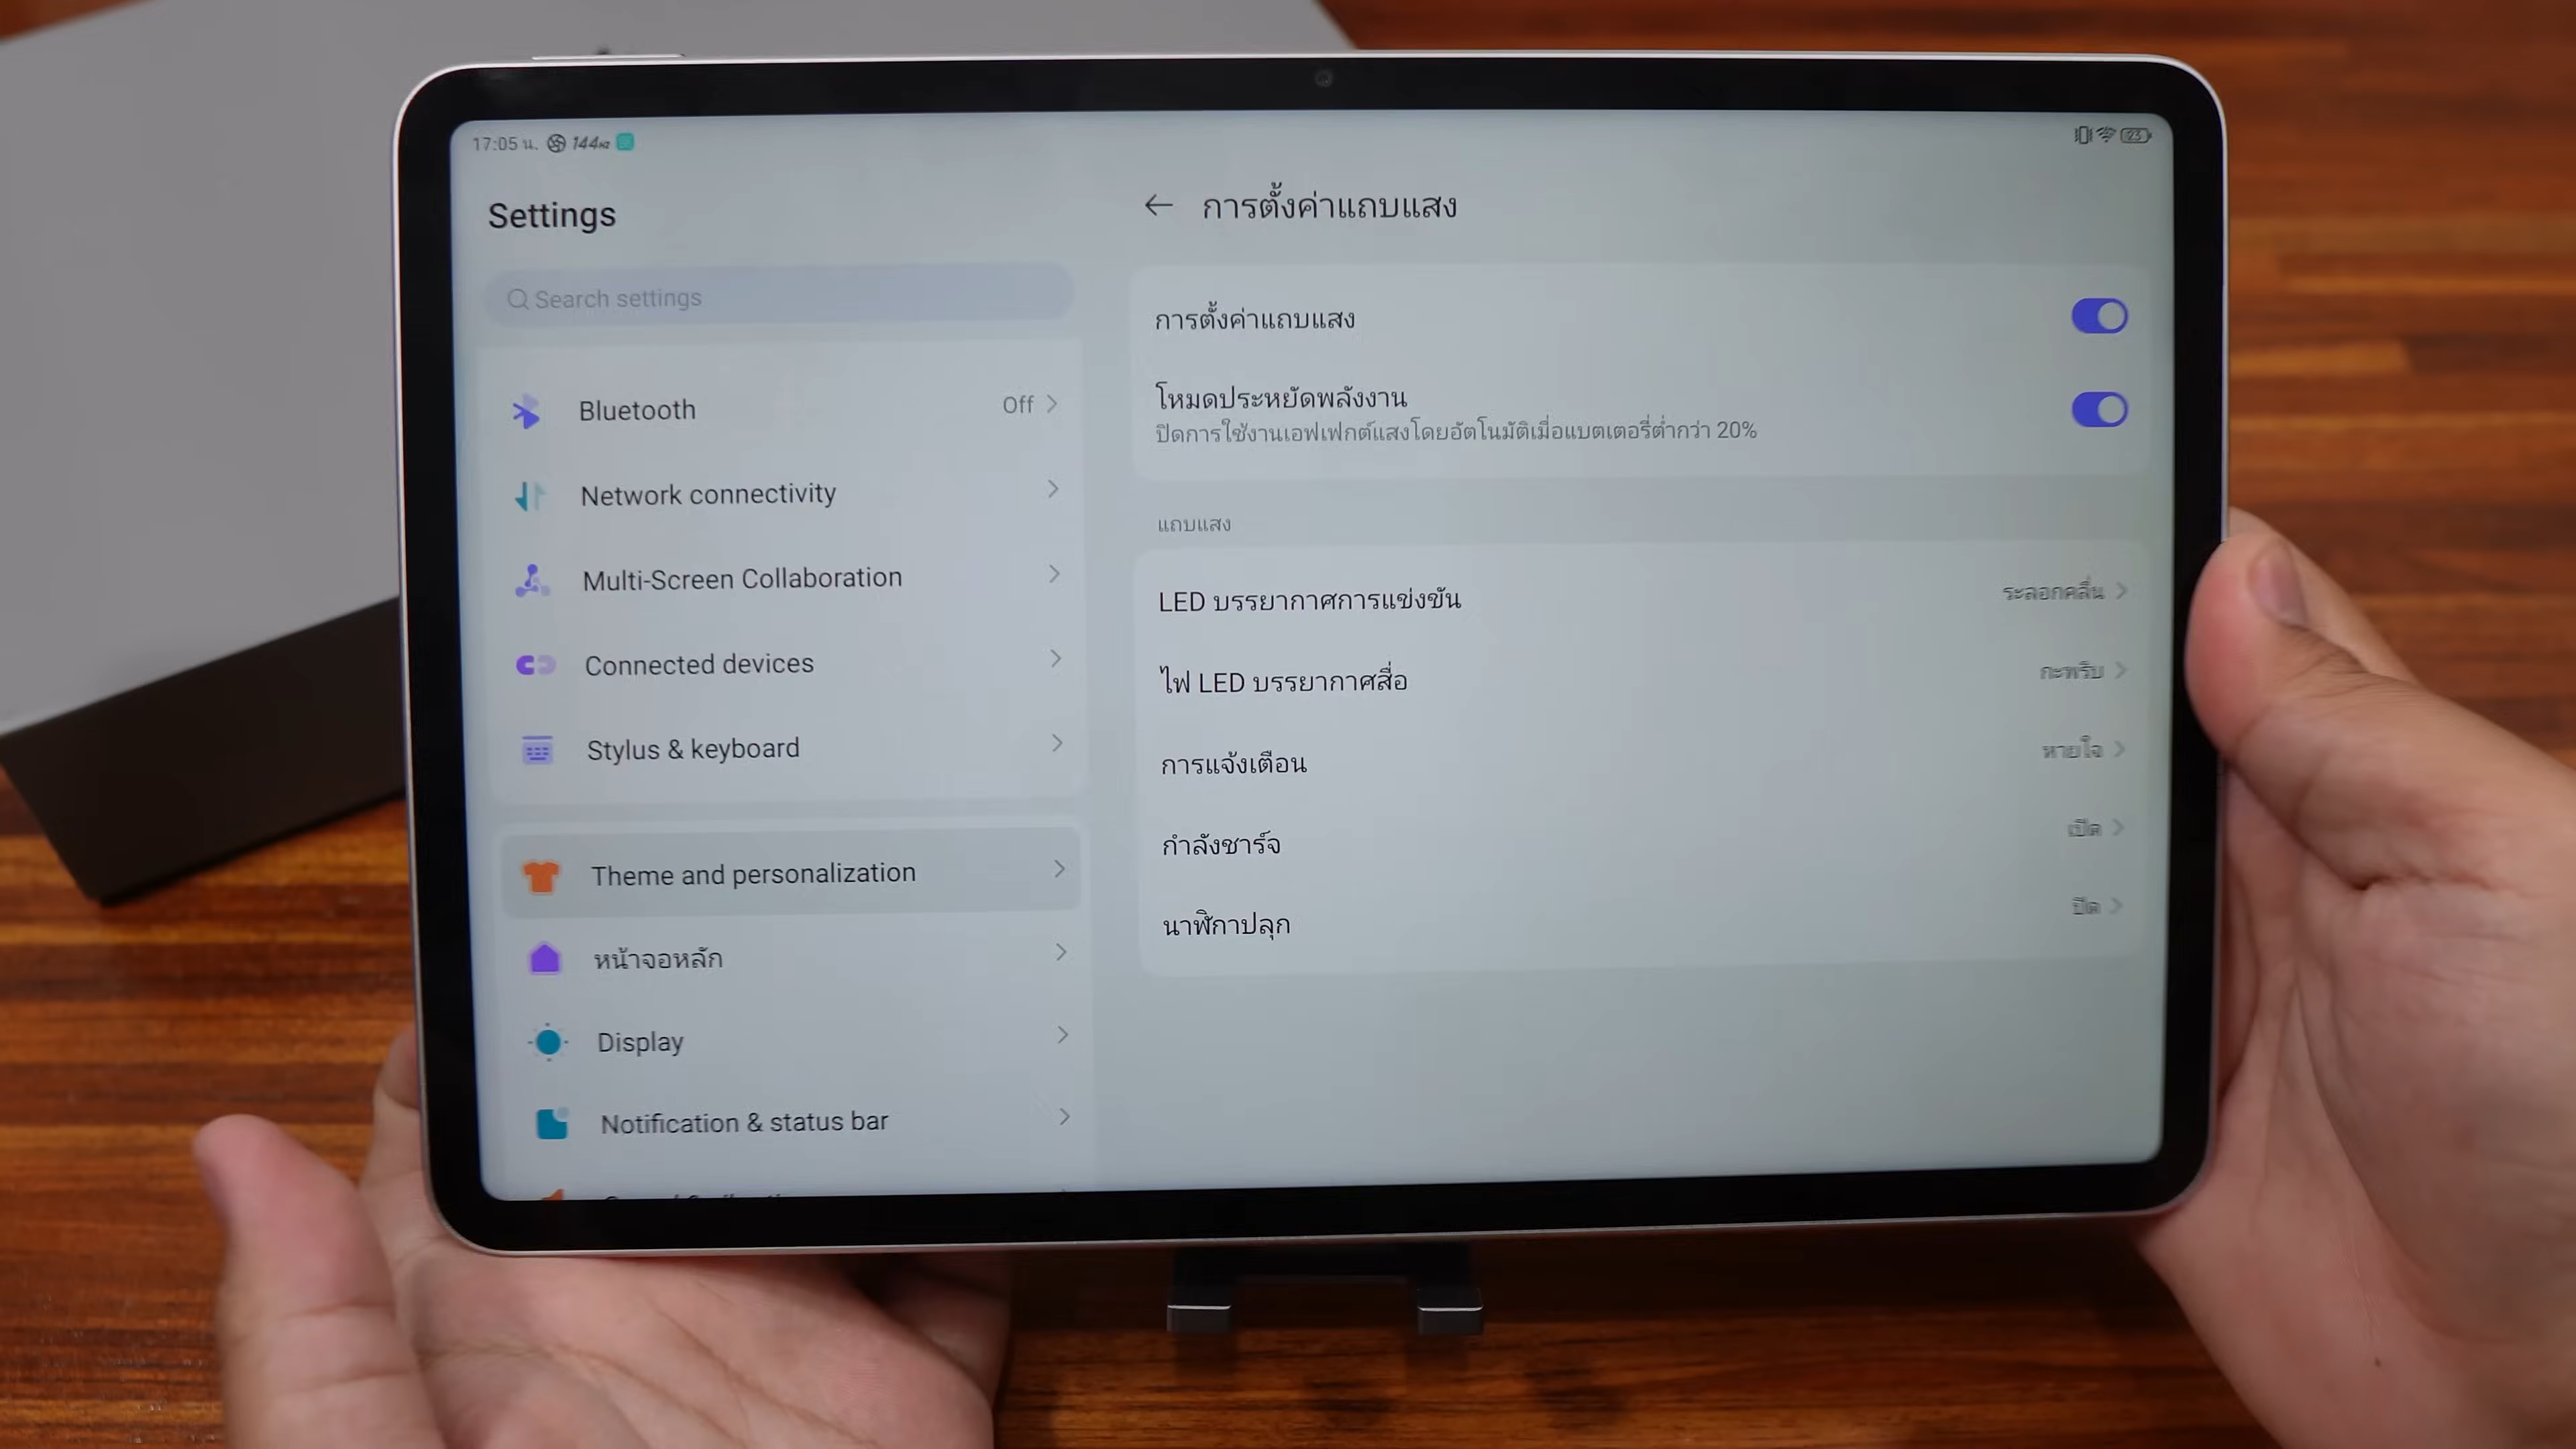 17:05 น. 144Hz
23
Settings
Search settings
Bluetooth
Off
Network connectivity
Multi-Screen Collaboration
Connected devices
Stylus & keyboard
Theme and personalization
หน้าจอหลัก
Display
Notification & status bar
การตั้งค่าแถบแสง
การตั้งค่าแถบแสง
โหมดประหยัดพลังงาน
ปิดการใช้งานเอฟเฟกต์แสงโดยอัตโนมัติเมื่อแบตเตอรี่ต่ำกว่า 20%
แถบแสง
LED บรรยากาศการแข่งขัน
ระลอกคลื่น
ไฟ LED บรรยากาศสื่อ
กะพริบ
การแจ้งเตือน
หายใจ
กำลังชาร์จ
เปิด
นาฬิกาปลุก
ปิด